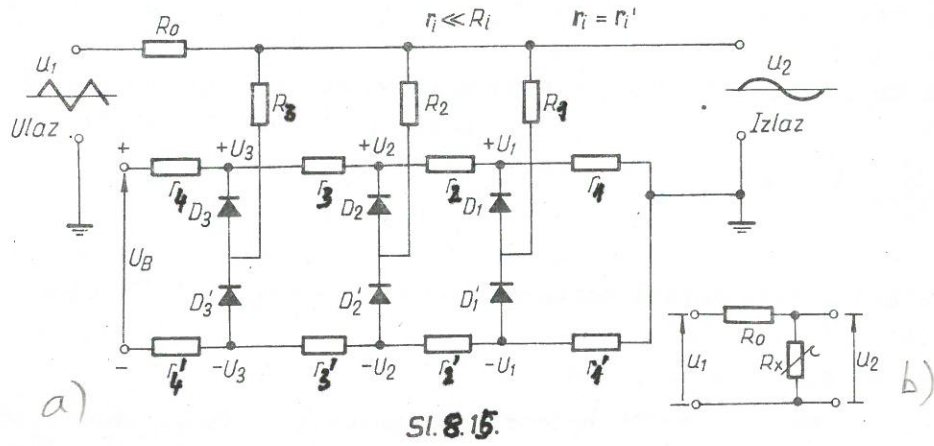 R₀
rᵢ ≪ Rᵢ
rᵢ = rᵢ'
u₁
Ulaz
R₃
R₂
R₁
u₂
Izlaz
+
+U₃
+U₂
+U₁
r₄
r₃
r₂
r₁
D₃
D₂
D₁
U_B
D₃'
D₂'
D₁'
−
r₄'
−U₃
r₃'
−U₂
r₂'
−U₁
r₁'
u₁
R₀
Rₓ
u₂
a)
b)
Sl. 8.15.